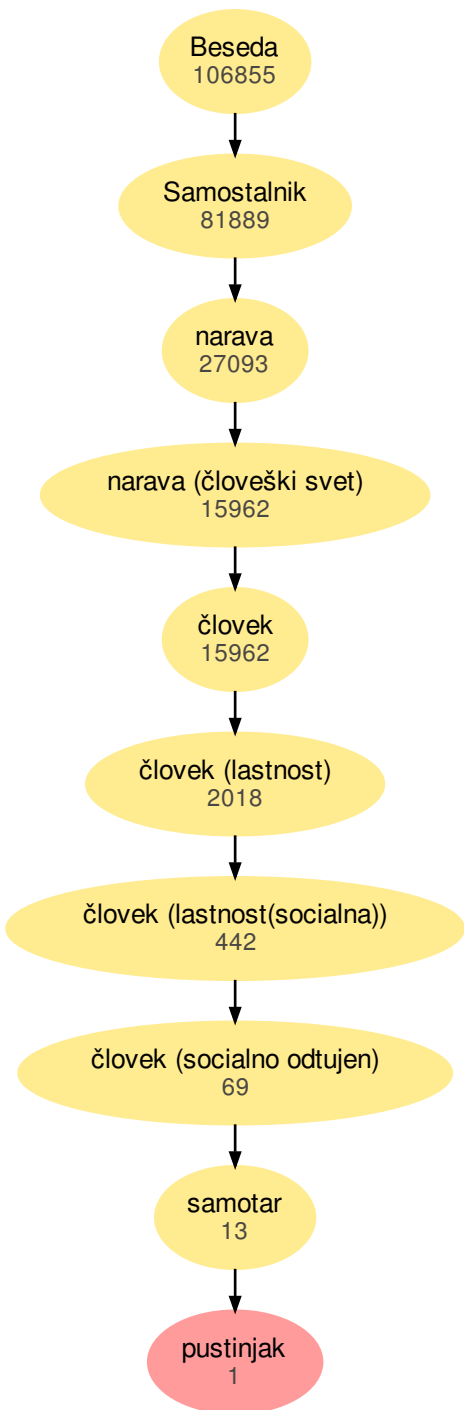 Beseda
106855
Samostalnik
81889
narava
27093
narava (človeški svet)
15962
človek
15962
človek (lastnost)
2018
človek (lastnost(socialna))
442
človek (socialno odtujen)
69
samotar
13
pustinjak
1